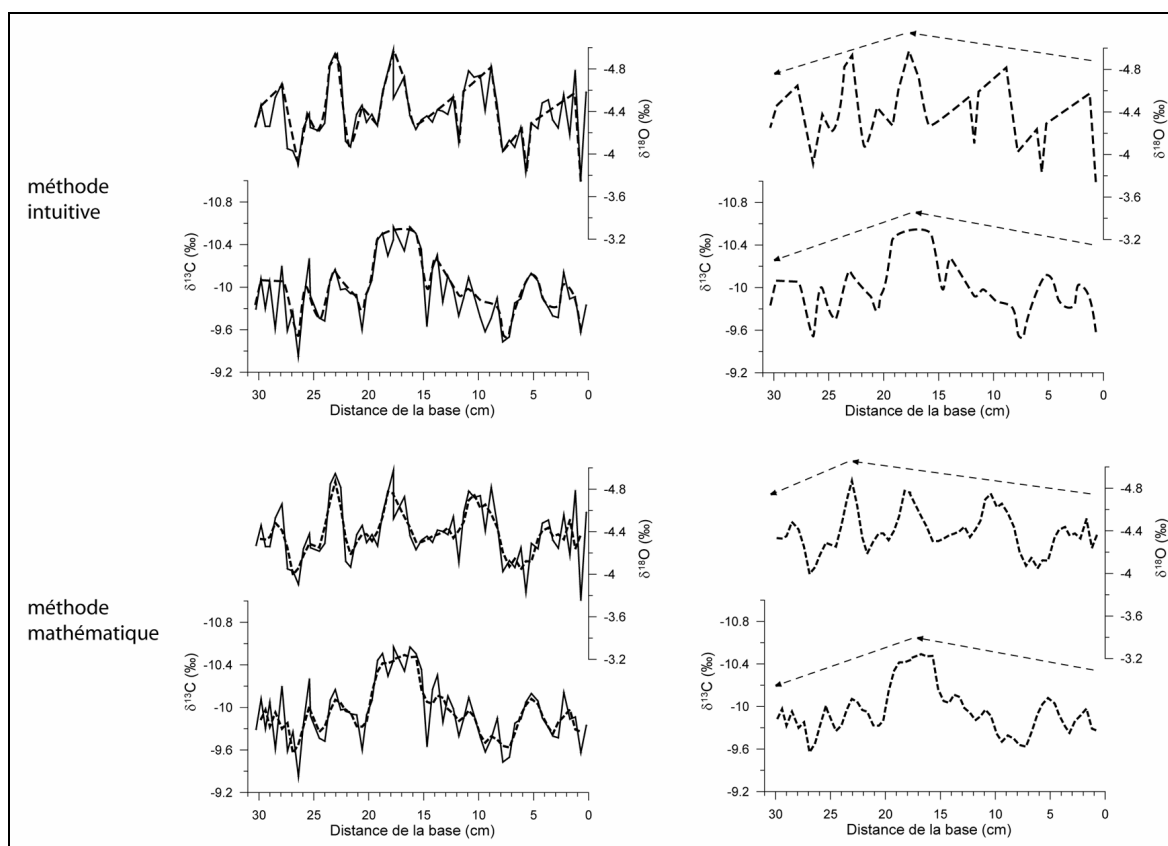 méthode
intuitive
-4.8
-4.4
-4
-3.6
-3.2
δ18O (‰)
-10.8
-10.4
-10
-9.6
-9.2
δ13C (‰)
30 25 20 15 10 5 0
Distance de la base (cm)
-4.8
-4.4
-4
-3.6
-3.2
δ18O (‰)
-10.8
-10.4
-10
-9.6
-9.2
δ13C (‰)
30 25 20 15 10 5 0
Distance de la base (cm)
méthode
mathématique
-4.8
-4.4
-4
-3.6
-3.2
δ18O (‰)
-10.8
-10.4
-10
-9.6
-9.2
δ13C (‰)
30 25 20 15 10 5 0
Distance de la base (cm)
-4.8
-4.4
-4
-3.6
-3.2
δ18O (‰)
-10.8
-10.4
-10
-9.6
-9.2
δ13C (‰)
30 20 10 0
Distance de la base (cm)